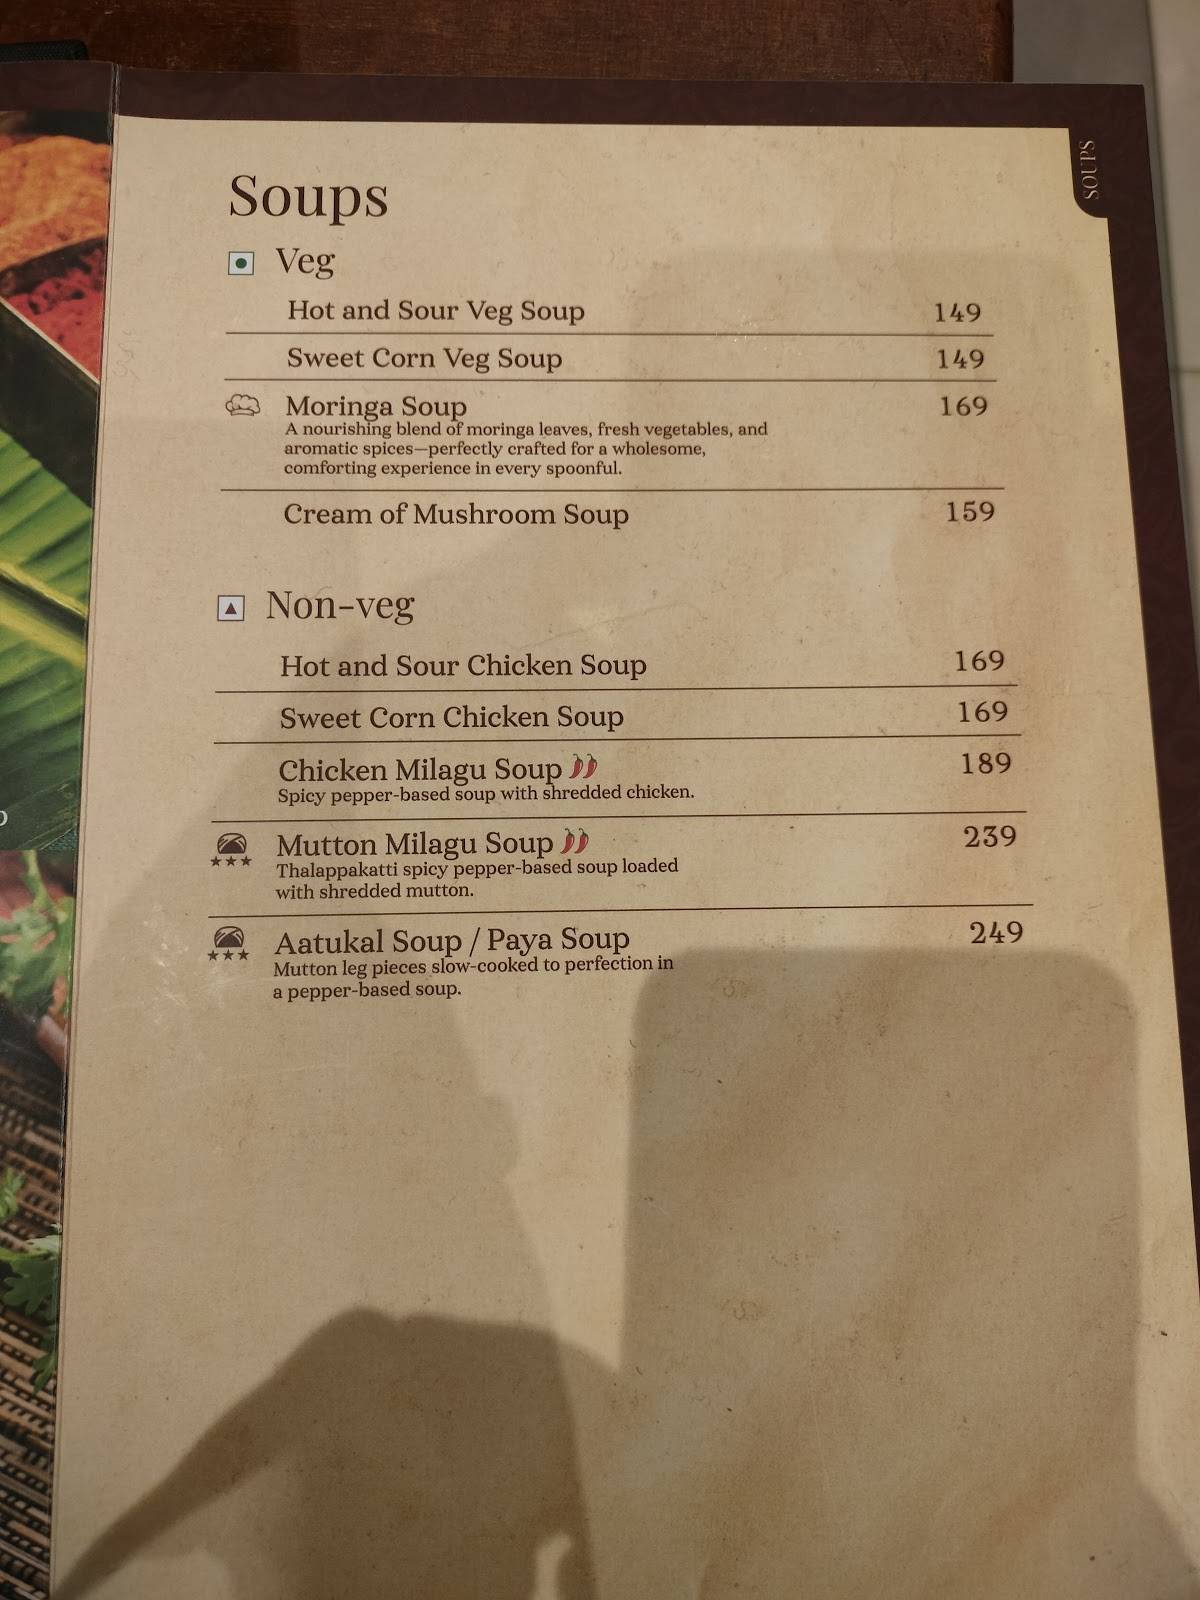 SOUPS
Soups
Veg
Hot and Sour Veg Soup 149
Sweet Corn Veg Soup 149
Moringa Soup 169
A nourishing blend of moringa leaves, fresh vegetables, and
aromatic spices—perfectly crafted for a wholesome,
comforting experience in every spoonful.
Cream of Mushroom Soup 159
Non-veg
Hot and Sour Chicken Soup 169
Sweet Corn Chicken Soup 169
Chicken Milagu Soup 189
Spicy pepper-based soup with shredded chicken.
Mutton Milagu Soup 239
Thalappakatti spicy pepper-based soup loaded
with shredded mutton.
Aatukal Soup / Paya Soup 249
Mutton leg pieces slow-cooked to perfection in
a pepper-based soup.